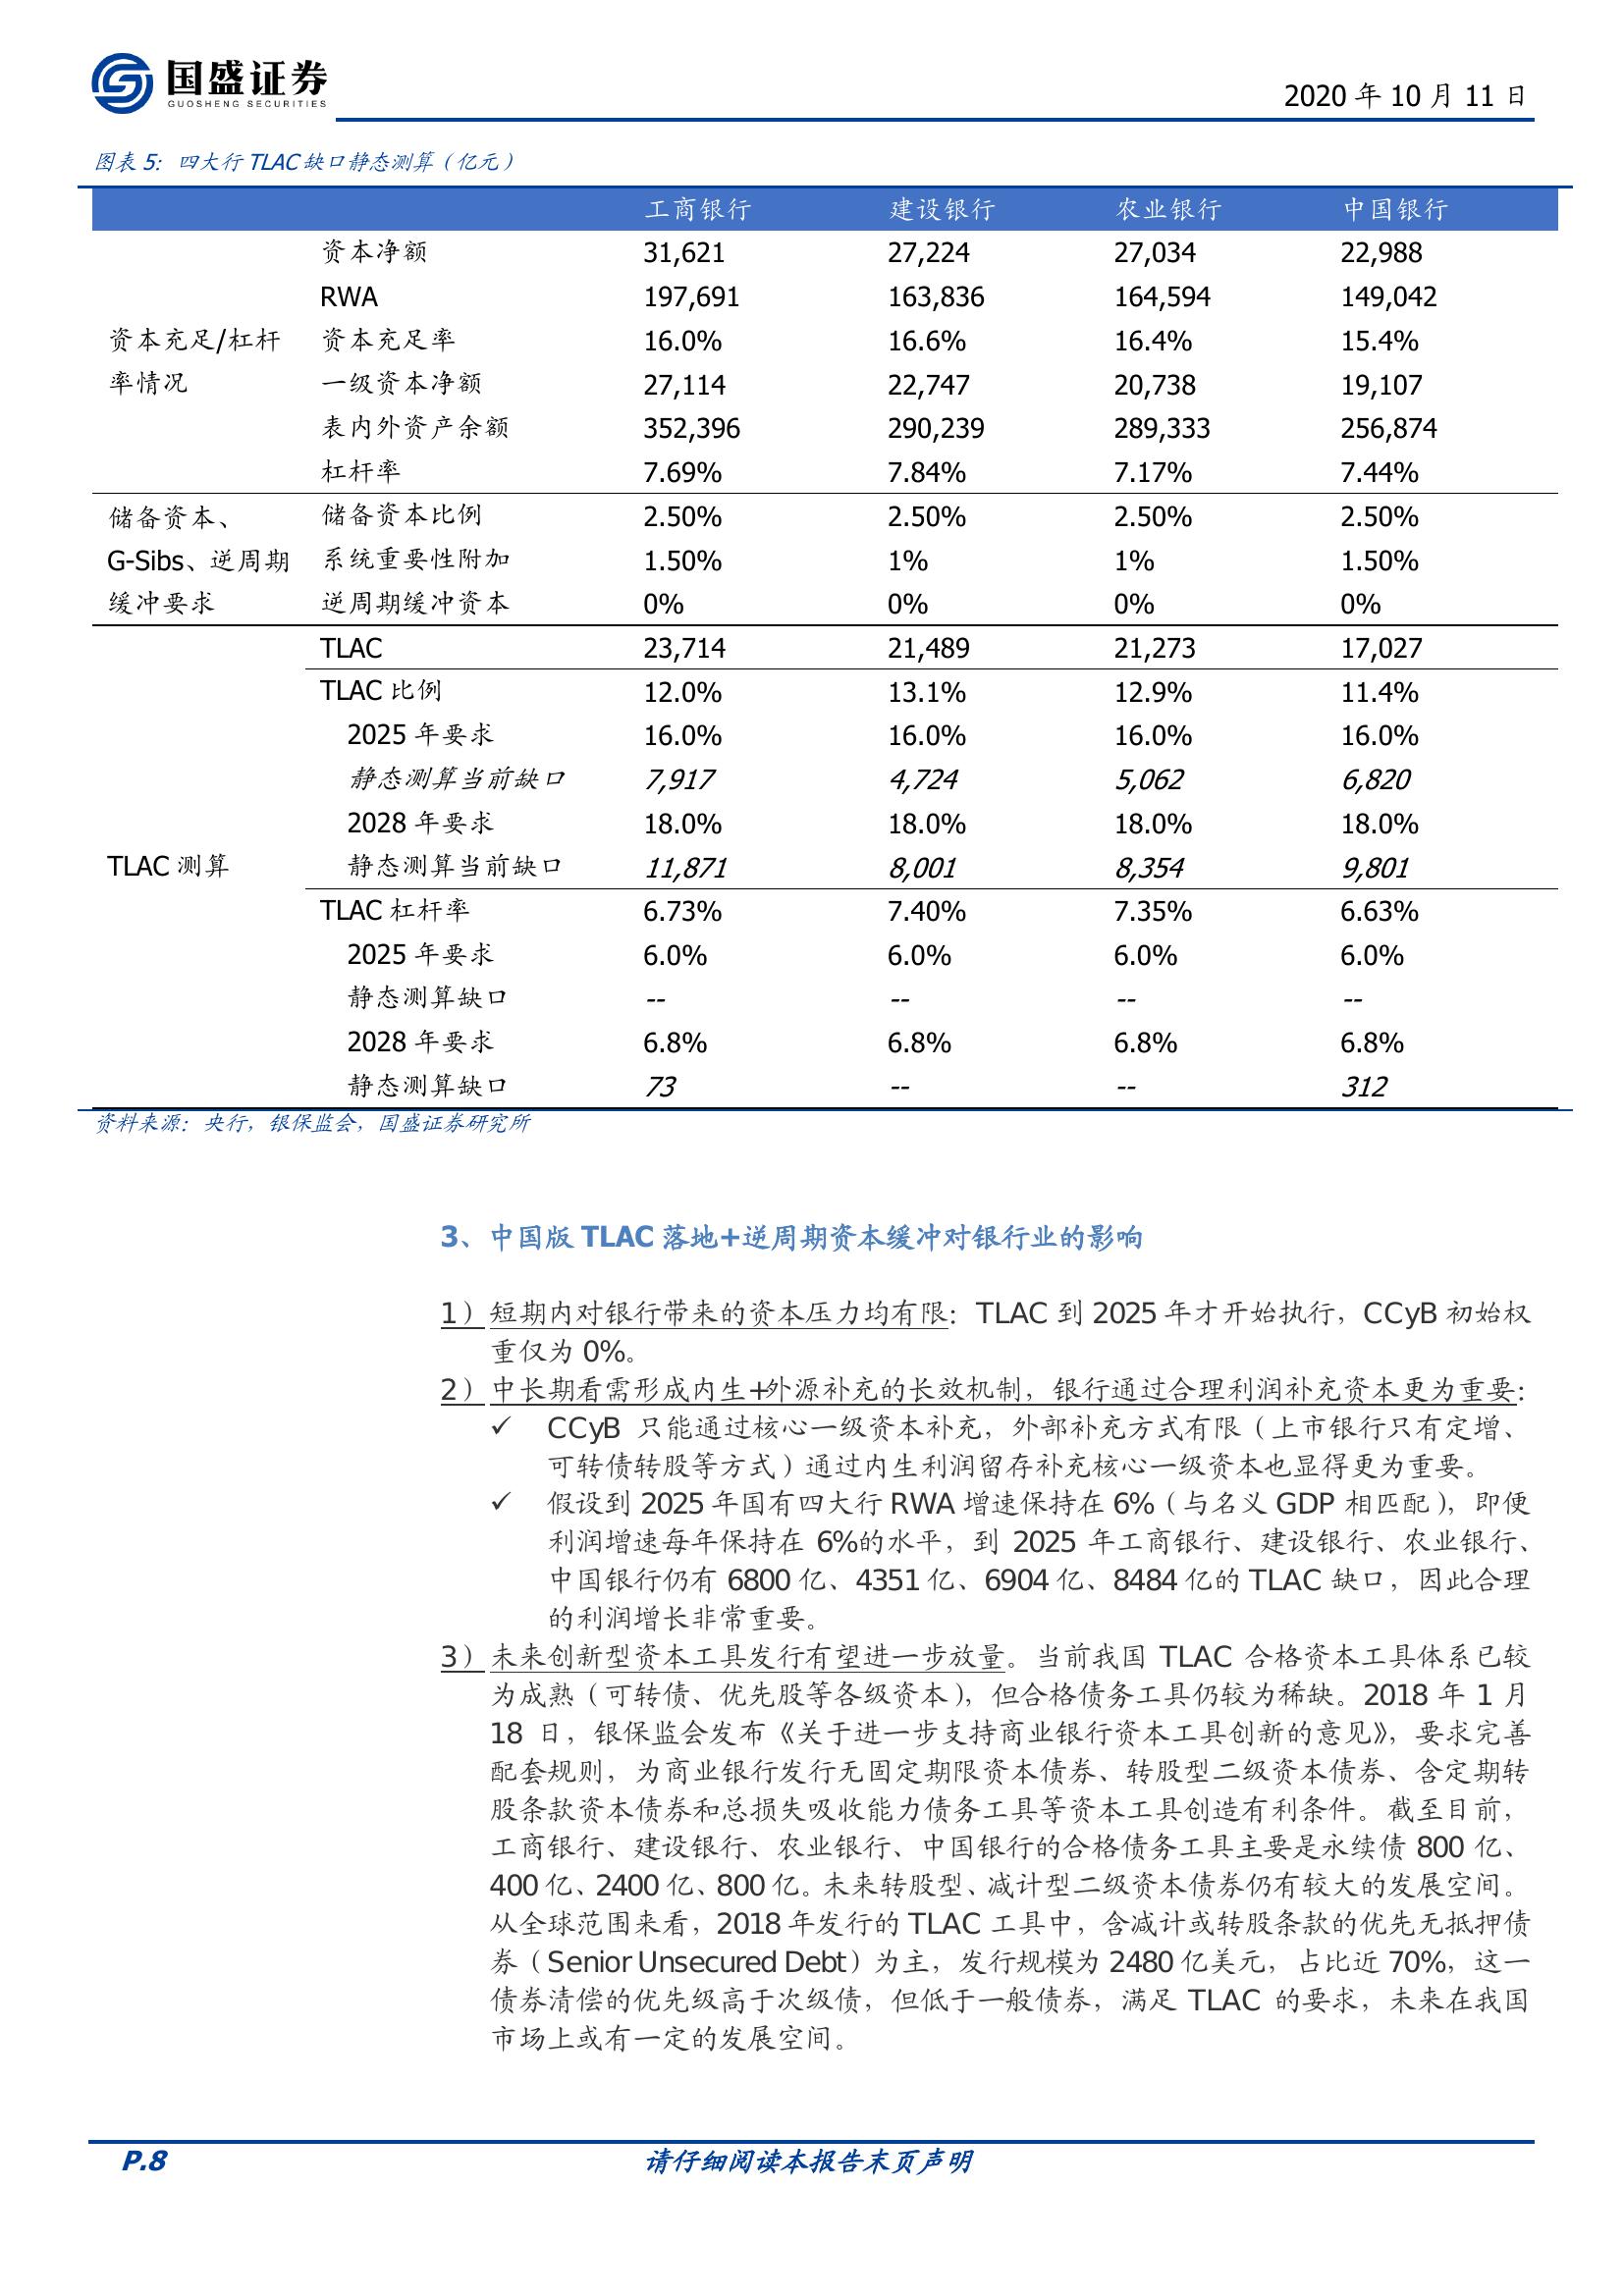 国盛证券
GUOSHENG SECURITIES
2020 年 10 月 11 日
图表 5：四大行 TLAC 缺口静态测算（亿元）
工商银行 建设银行 农业银行 中国银行
资本净额 31,621 27,224 27,034 22,988
RWA 197,691 163,836 164,594 149,042
资本充足/杠杆 资本充足率 16.0% 16.6% 16.4% 15.4%
率情况 一级资本净额 27,114 22,747 20,738 19,107
表内外资产余额 352,396 290,239 289,333 256,874
杠杆率 7.69% 7.84% 7.17% 7.44%
储备资本、 储备资本比例 2.50% 2.50% 2.50% 2.50%
G-Sibs、逆周期 系统重要性附加 1.50% 1% 1% 1.50%
缓冲要求 逆周期缓冲资本 0% 0% 0% 0%
TLAC 23,714 21,489 21,273 17,027
TLAC 比例 12.0% 13.1% 12.9% 11.4%
2025 年要求 16.0% 16.0% 16.0% 16.0%
静态测算当前缺口 7,917 4,724 5,062 6,820
2028 年要求 18.0% 18.0% 18.0% 18.0%
TLAC 测算 静态测算当前缺口 11,871 8,001 8,354 9,801
TLAC 杠杆率 6.73% 7.40% 7.35% 6.63%
2025 年要求 6.0% 6.0% 6.0% 6.0%
静态测算缺口 -- -- -- --
2028 年要求 6.8% 6.8% 6.8% 6.8%
静态测算缺口 73 -- -- 312
资料来源：央行，银保监会，国盛证券研究所
3、中国版 TLAC 落地+逆周期资本缓冲对银行业的影响
1）短期内对银行带来的资本压力均有限：TLAC 到 2025 年才开始执行，CCyB 初始权
重仅为 0%。
2）中长期看需形成内生+外源补充的长效机制，银行通过合理利润补充资本更为重要：
✓ CCyB 只能通过核心一级资本补充，外部补充方式有限（上市银行只有定增、
可转债转股等方式）通过内生利润留存补充核心一级资本也显得更为重要。
✓ 假设到 2025 年国有四大行 RWA 增速保持在 6%（与名义 GDP 相匹配），即便
利润增速每年保持在 6%的水平，到 2025 年工商银行、建设银行、农业银行、
中国银行仍有 6800 亿、4351 亿、6904 亿、8484 亿的 TLAC 缺口，因此合理
的利润增长非常重要。
3）未来创新型资本工具发行有望进一步放量。当前我国 TLAC 合格资本工具体系已较
为成熟（可转债、优先股等各级资本），但合格债务工具仍较为稀缺。2018 年 1 月
18 日，银保监会发布《关于进一步支持商业银行资本工具创新的意见》，要求完善
配套规则，为商业银行发行无固定期限资本债券、转股型二级资本债券、含定期转
股条款资本债券和总损失吸收能力债务工具等资本工具创造有利条件。截至目前，
工商银行、建设银行、农业银行、中国银行的合格债务工具主要是永续债 800 亿、
400 亿、2400 亿、800 亿。未来转股型、减计型二级资本债券仍有较大的发展空间。
从全球范围来看，2018 年发行的 TLAC 工具中，含减计或转股条款的优先无抵押债
券（Senior Unsecured Debt）为主，发行规模为 2480 亿美元，占比近 70%，这一
债券清偿的优先级高于次级债，但低于一般债券，满足 TLAC 的要求，未来在我国
市场上或有一定的发展空间。
P.8 请仔细阅读本报告末页声明